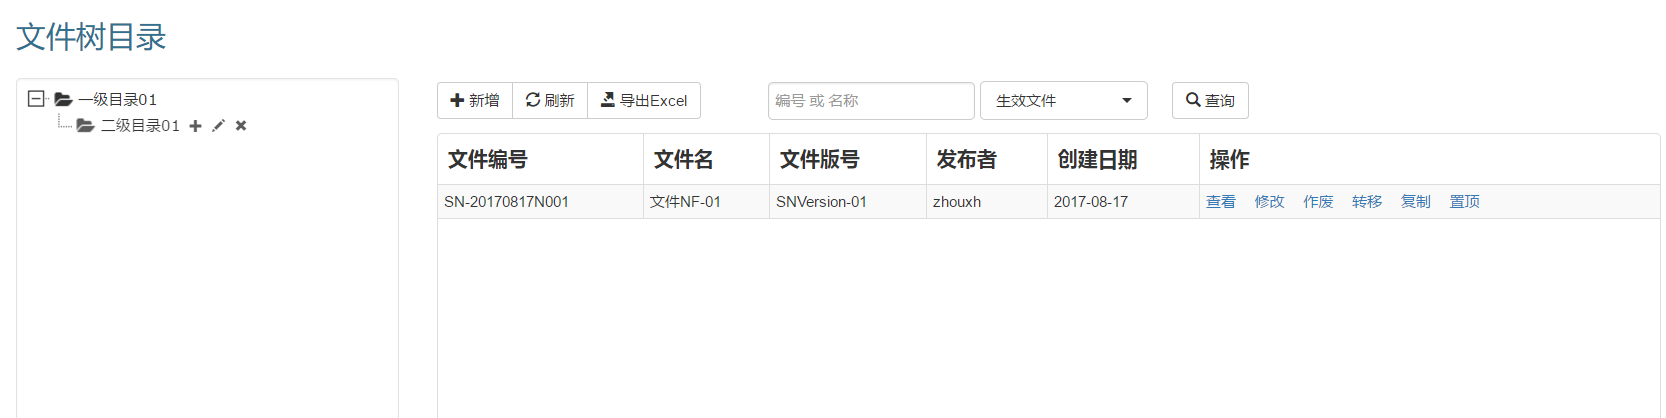 文件树目录
一级目录01
二级目录01
新增 刷新 导出Excel 编号 或 名称 生效文件 查询
文件编号 文件名 文件版号 发布者 创建日期 操作
SN-20170817N001 文件NF-01 SNVersion-01 zhouxh 2017-08-17 查看 修改 作废 转移 复制 置顶